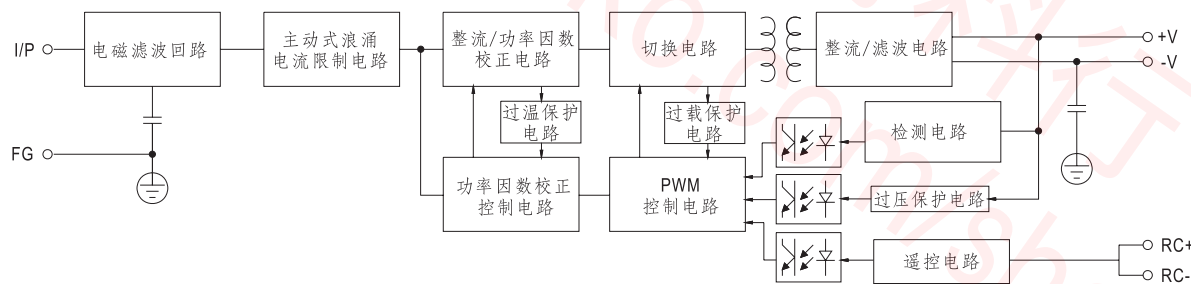 I/P
电磁滤波回路
主动式浪涌
电流限制电路
整流/功率因数
校正电路
切换电路
整流/滤波电路
+V
-V
过温保护
电路
过载保护
电路
检测电路
FG
功率因数校正
控制电路
PWM
控制电路
过压保护电路
遥控电路
RC+
RC-